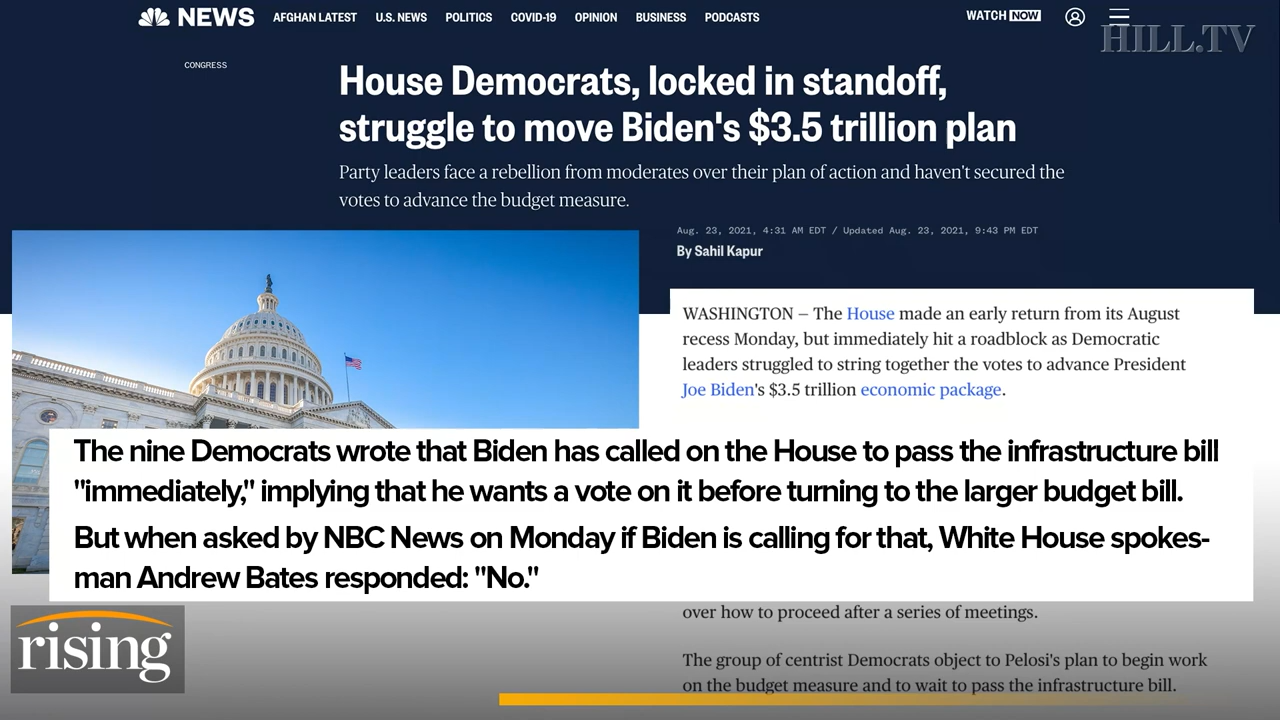 NEWS AFGHAN LATEST U.S. NEWS POLITICS COVID-19 OPINION BUSINESS PODCASTS WATCH NOW
HILL.TV
CONGRESS
House Democrats, locked in standoff,
struggle to move Biden's $3.5 trillion plan
Party leaders face a rebellion from moderates over their plan of action and haven't secured the
votes to advance the budget measure.
Aug. 23, 2021, 4:31 AM EDT / Updated Aug. 23, 2021, 9:43 PM EDT
By Sahil Kapur
WASHINGTON — The House made an early return from its August
recess Monday, but immediately hit a roadblock as Democratic
leaders struggled to string together the votes to advance President
Joe Biden's $3.5 trillion economic package.
The nine Democrats wrote that Biden has called on the House to pass the infrastructure bill
"immediately," implying that he wants a vote on it before turning to the larger budget bill.
But when asked by NBC News on Monday if Biden is calling for that, White House spokes-
man Andrew Bates responded: "No."
over how to proceed after a series of meetings.
The group of centrist Democrats object to Pelosi's plan to begin work
on the budget measure and to wait to pass the infrastructure bill.
rising